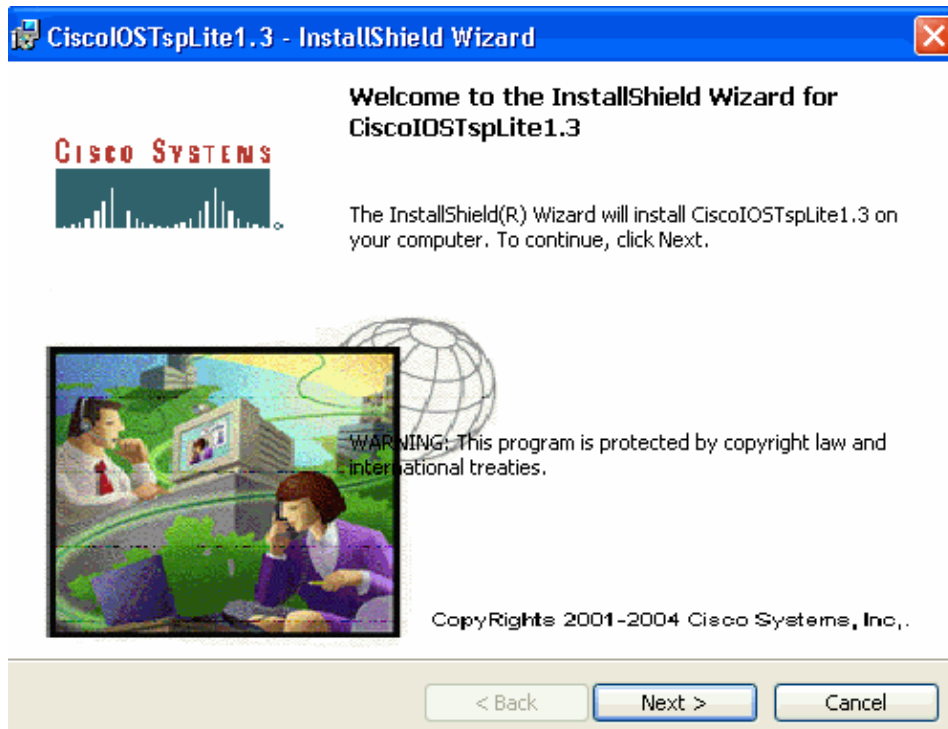 CiscoIOSTspLite1.3 - InstallShield Wizard
Welcome to the InstallShield Wizard for
CiscoIOSTspLite1.3
CISCO SYSTEMS
The InstallShield(R) Wizard will install CiscoIOSTspLite1.3 on
your computer. To continue, click Next.
WARNING: This program is protected by copyright law and
international treaties.
CopyRights 2001-2004 Cisco Systems, Inc,.
< Back
Next >
Cancel